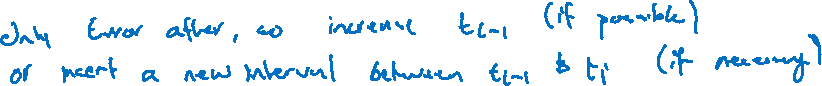 Only Error after, so increase t_{i-1} (if possible)
or insert a new interval between t_{i-1} & t_i (if necessary)